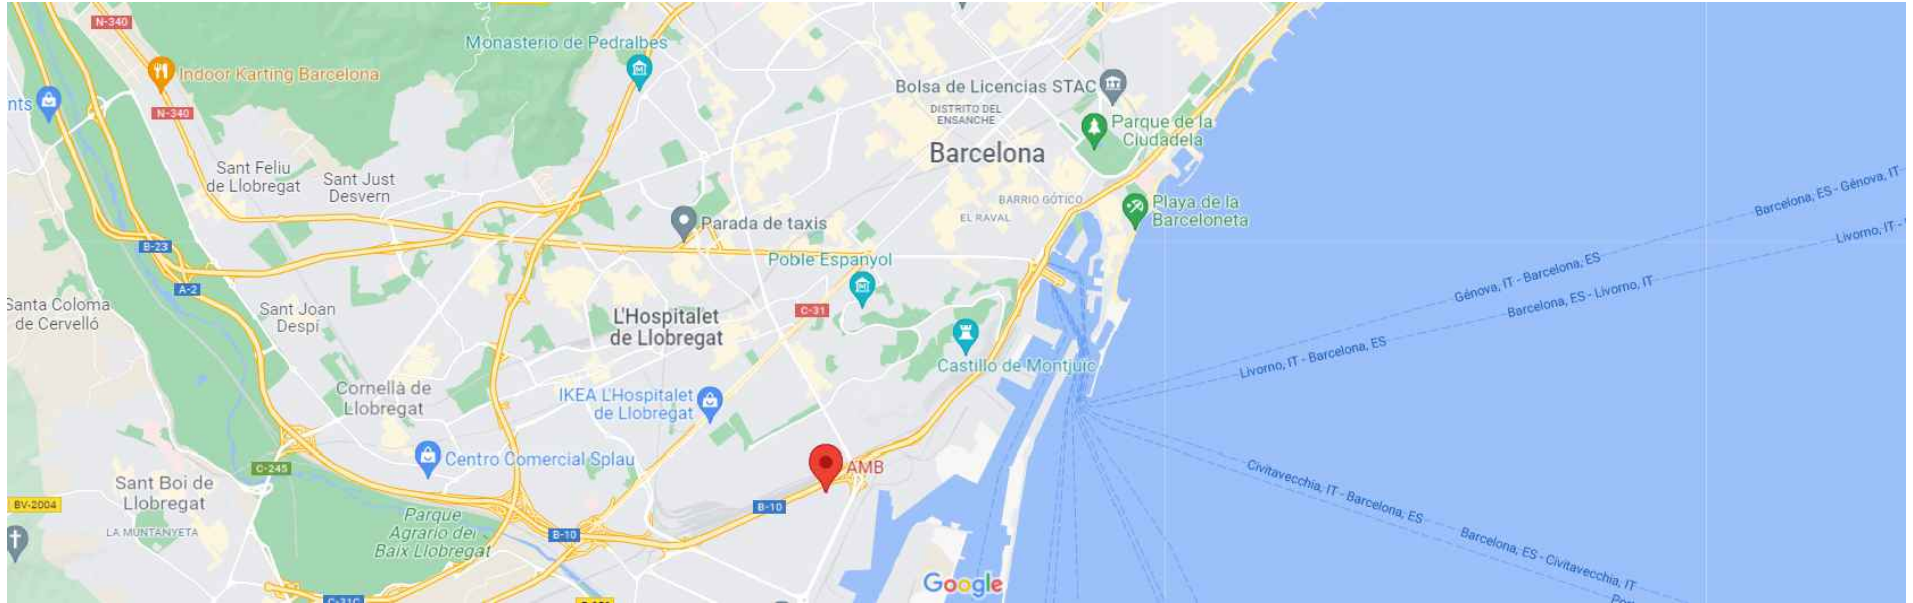 N-340
Monasterio de Pedralbes
Indoor Karting Barcelona
Bolsa de Licencias STAC
nts
N-340
DISTRITO DEL
ENSANCHE
Parque de la
Ciudadela
Barcelona
Sant Feliu
de Llobregat
Sant Just
Desvern
BARRIO GÓTICO
EL RAVAL
Playa de la
Barceloneta
Barcelona, ES - Génova, IT
Parada de taxis
Livorno, IT -
B-23
Poble Espanyol
Génova, IT - Barcelona, ES
A-2
Barcelona, ES - Livorno, IT
Santa Coloma
de Cervelló
Sant Joan
Despí
C-31
L'Hospitalet
de Llobregat
Livorno, IT - Barcelona, ES
Castillo de Montjuic
Cornellà de
Llobregat
IKEA L'Hospitalet
de Llobregat
Centro Comercial Splau
AMB
C-245
Civitavecchia, IT - Barcelona, ES
Sant Boi de
Llobregat
BV-2004
B-10
Parque
Agrario del
Baix Llobregat
LA MUNTANYETA
B-10
Barcelona, ES - Civitavecchia, IT
Google
C-31C